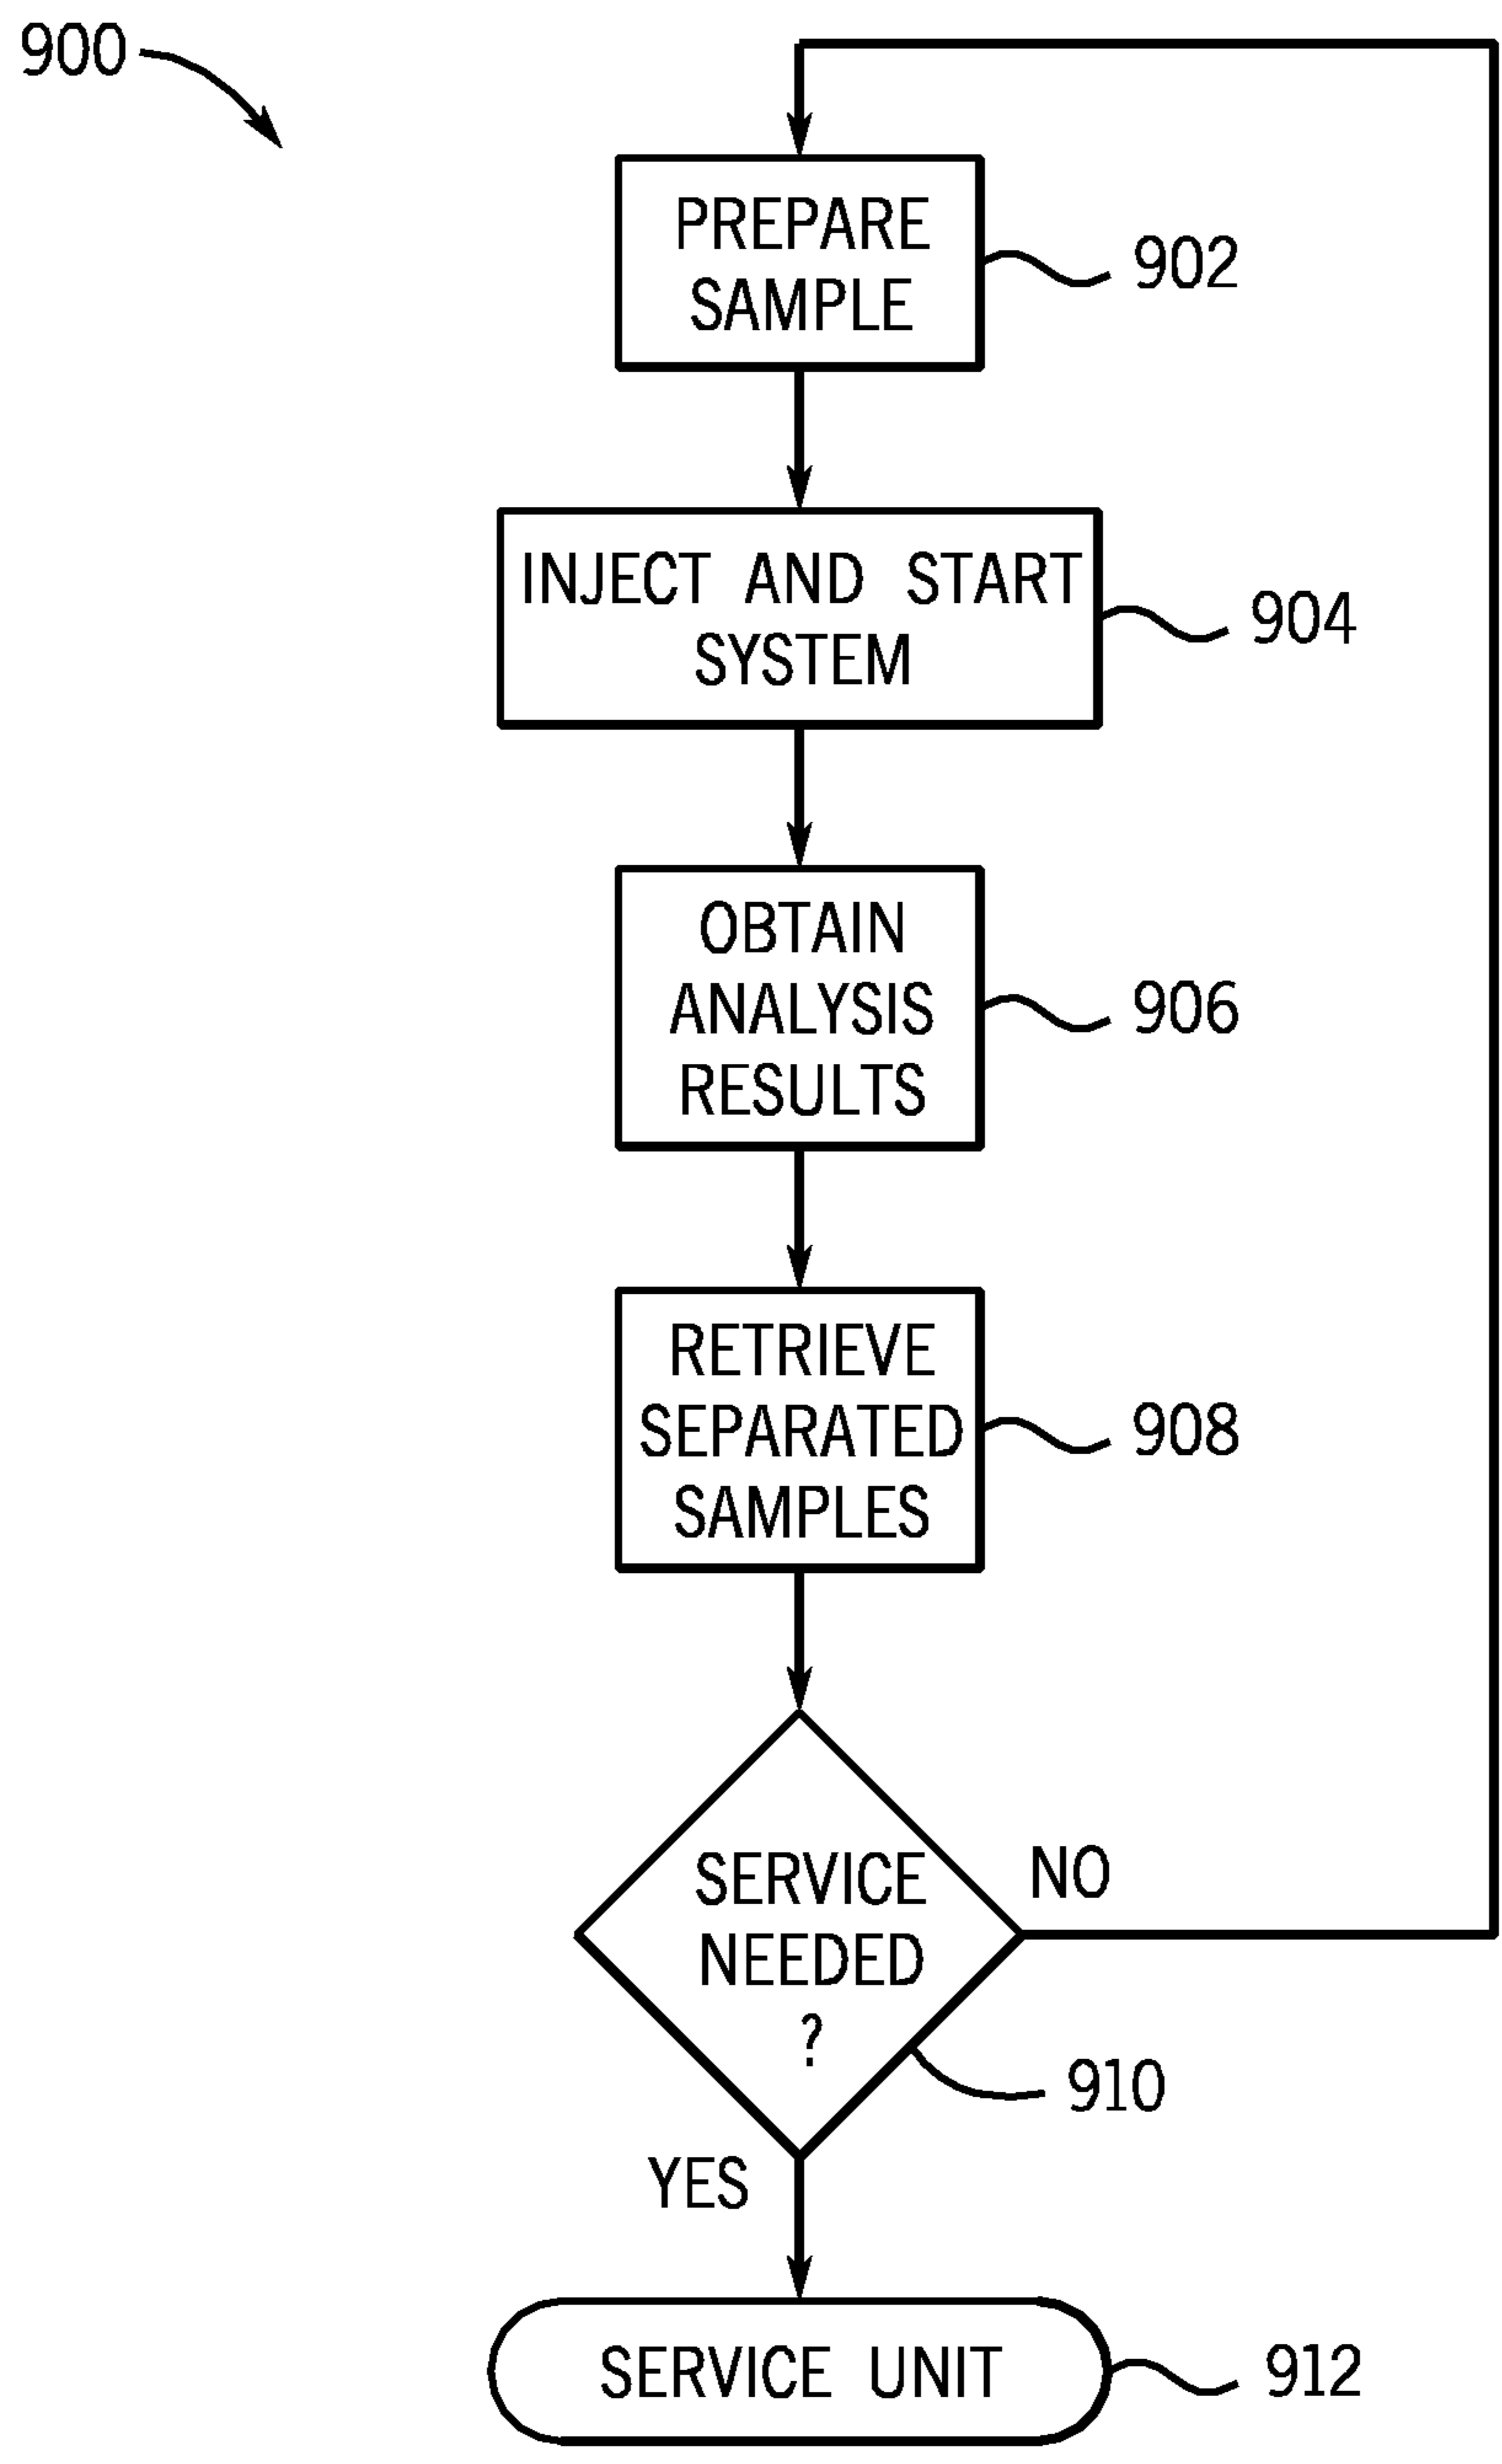 900
PREPARE
SAMPLE
902
INJECT AND START
SYSTEM
904
OBTAIN
ANALYSIS
RESULTS
906
RETRIEVE
SEPARATED
SAMPLES
908
SERVICE
NEEDED
?
NO
910
YES
SERVICE UNIT
912